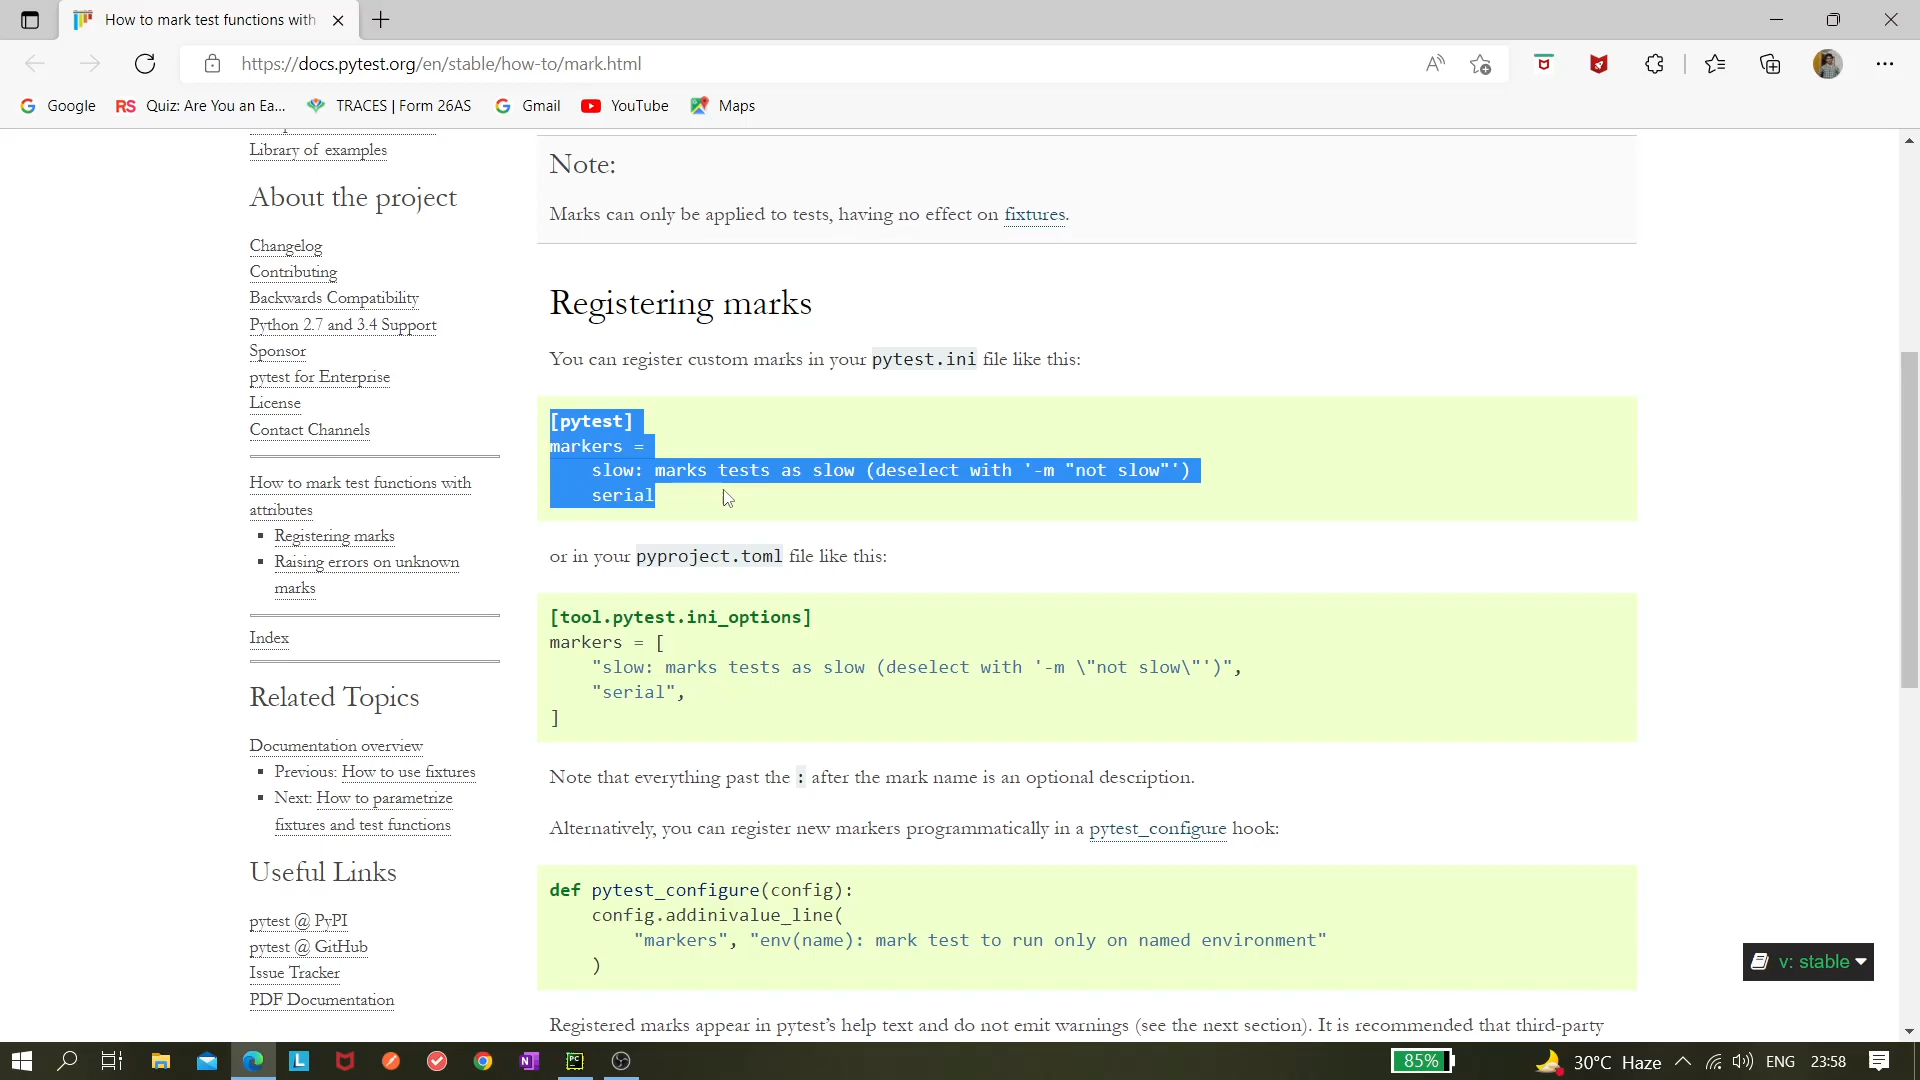 How to mark test functions with
https://docs.pytest.org/en/stable/how-to/mark.html
Google
RS Quiz: Are You an Ea...
TRACES | Form 26AS
Gmail
YouTube
Maps
Library of examples
About the project
Changelog
Contributing
Backwards Compatibility
Python 2.7 and 3.4 Support
Sponsor
pytest for Enterprise
License
Contact Channels
How to mark test functions with
attributes
Registering marks
Raising errors on unknown
marks
Index
Related Topics
Documentation overview
Previous: How to use fixtures
Next: How to parametrize
fixtures and test functions
Useful Links
pytest @ PyPI
pytest @ GitHub
Issue Tracker
PDF Documentation
Note:
Marks can only be applied to tests, having no effect on fixtures.
Registering marks
You can register custom marks in your pytest.ini file like this:
[pytest]
markers =
    slow: marks tests as slow (deselect with '-m "not slow"')
    serial
or in your pyproject.toml file like this:
[tool.pytest.ini_options]
markers = [
    "slow: marks tests as slow (deselect with '-m \"not slow\"')",
    "serial",
]
Note that everything past the : after the mark name is an optional description.
Alternatively, you can register new markers programmatically in a pytest_configure hook:
def pytest_configure(config):
    config.addinivalue_line(
        "markers", "env(name): mark test to run only on named environment"
    )
Registered marks appear in pytest's help text and do not emit warnings (see the next section). It is recommended that third-party
v: stable
85%
30°C Haze
ENG
23:58